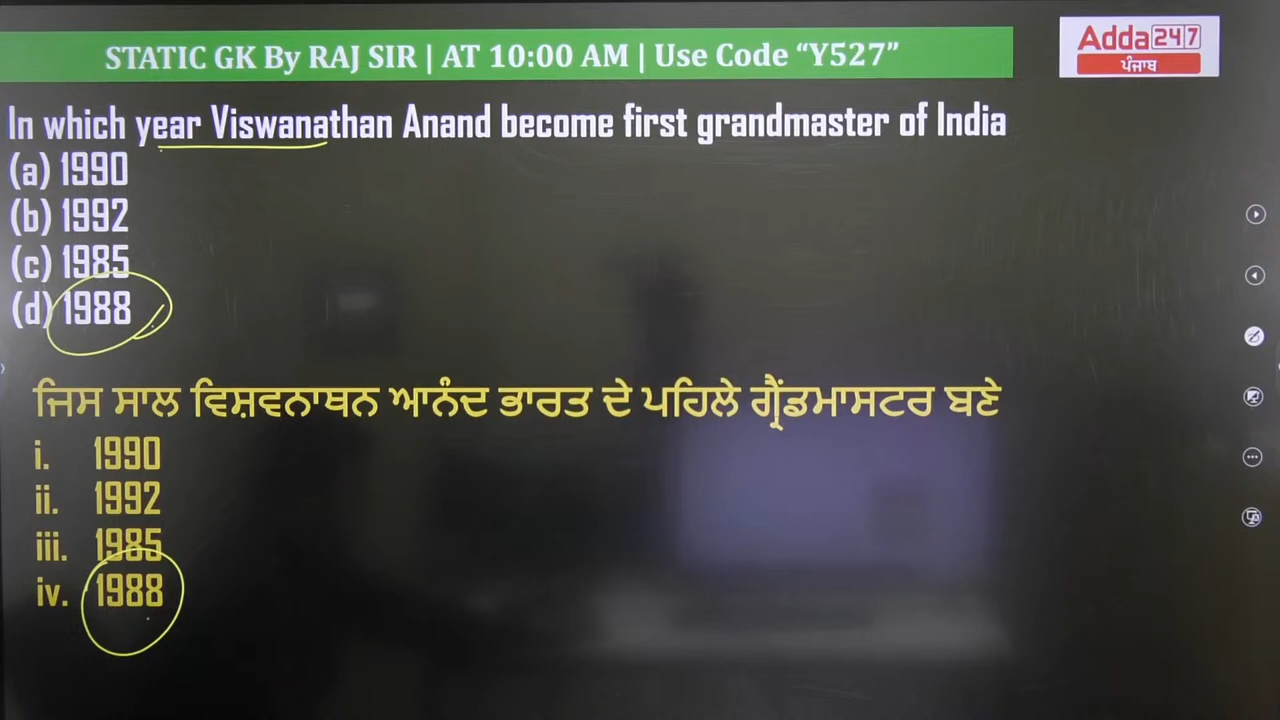 STATIC GK By RAJ SIR | AT 10:00 AM | Use Code “Y527”
Adda247
ਪੰਜਾਬ
In which year Viswanathan Anand become first grandmaster of India
(a) 1990
(b) 1992
(c) 1985
(d) 1988
ਜਿਸ ਸਾਲ ਵਿਸ਼ਵਨਾਥਨ ਆਨੰਦ ਭਾਰਤ ਦੇ ਪਹਿਲੇ ਗ੍ਰੈਂਡਮਾਸਟਰ ਬਣੇ
i. 1990
ii. 1992
iii. 1985
iv. 1988